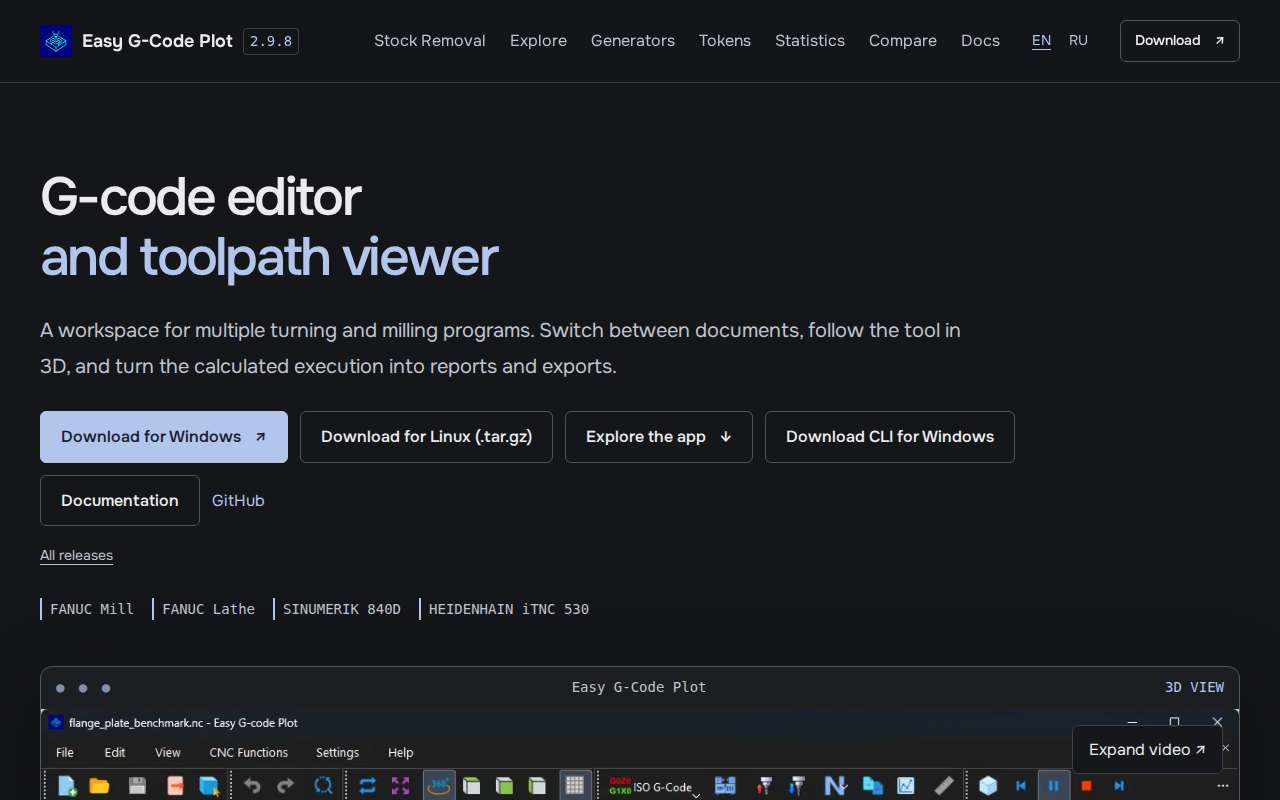 Easy G-Code Plot 2.9.8 Stock Removal Explore Generators Tokens Statistics Compare Docs EN RU Download ↗
G-code editor
and toolpath viewer
A workspace for multiple turning and milling programs. Switch between documents, follow the tool in
3D, and turn the calculated execution into reports and exports.
Download for Windows ↗ Download for Linux (.tar.gz) Explore the app ↓ Download CLI for Windows
Documentation GitHub
All releases
FANUC Mill FANUC Lathe SINUMERIK 840D HEIDENHAIN iTNC 530
Easy G-Code Plot 3D VIEW
flange_plate_benchmark.nc - Easy G-code Plot
File Edit View CNC Functions Settings Help Expand video ↗
360° G02 G1X0 ISO G-Code N